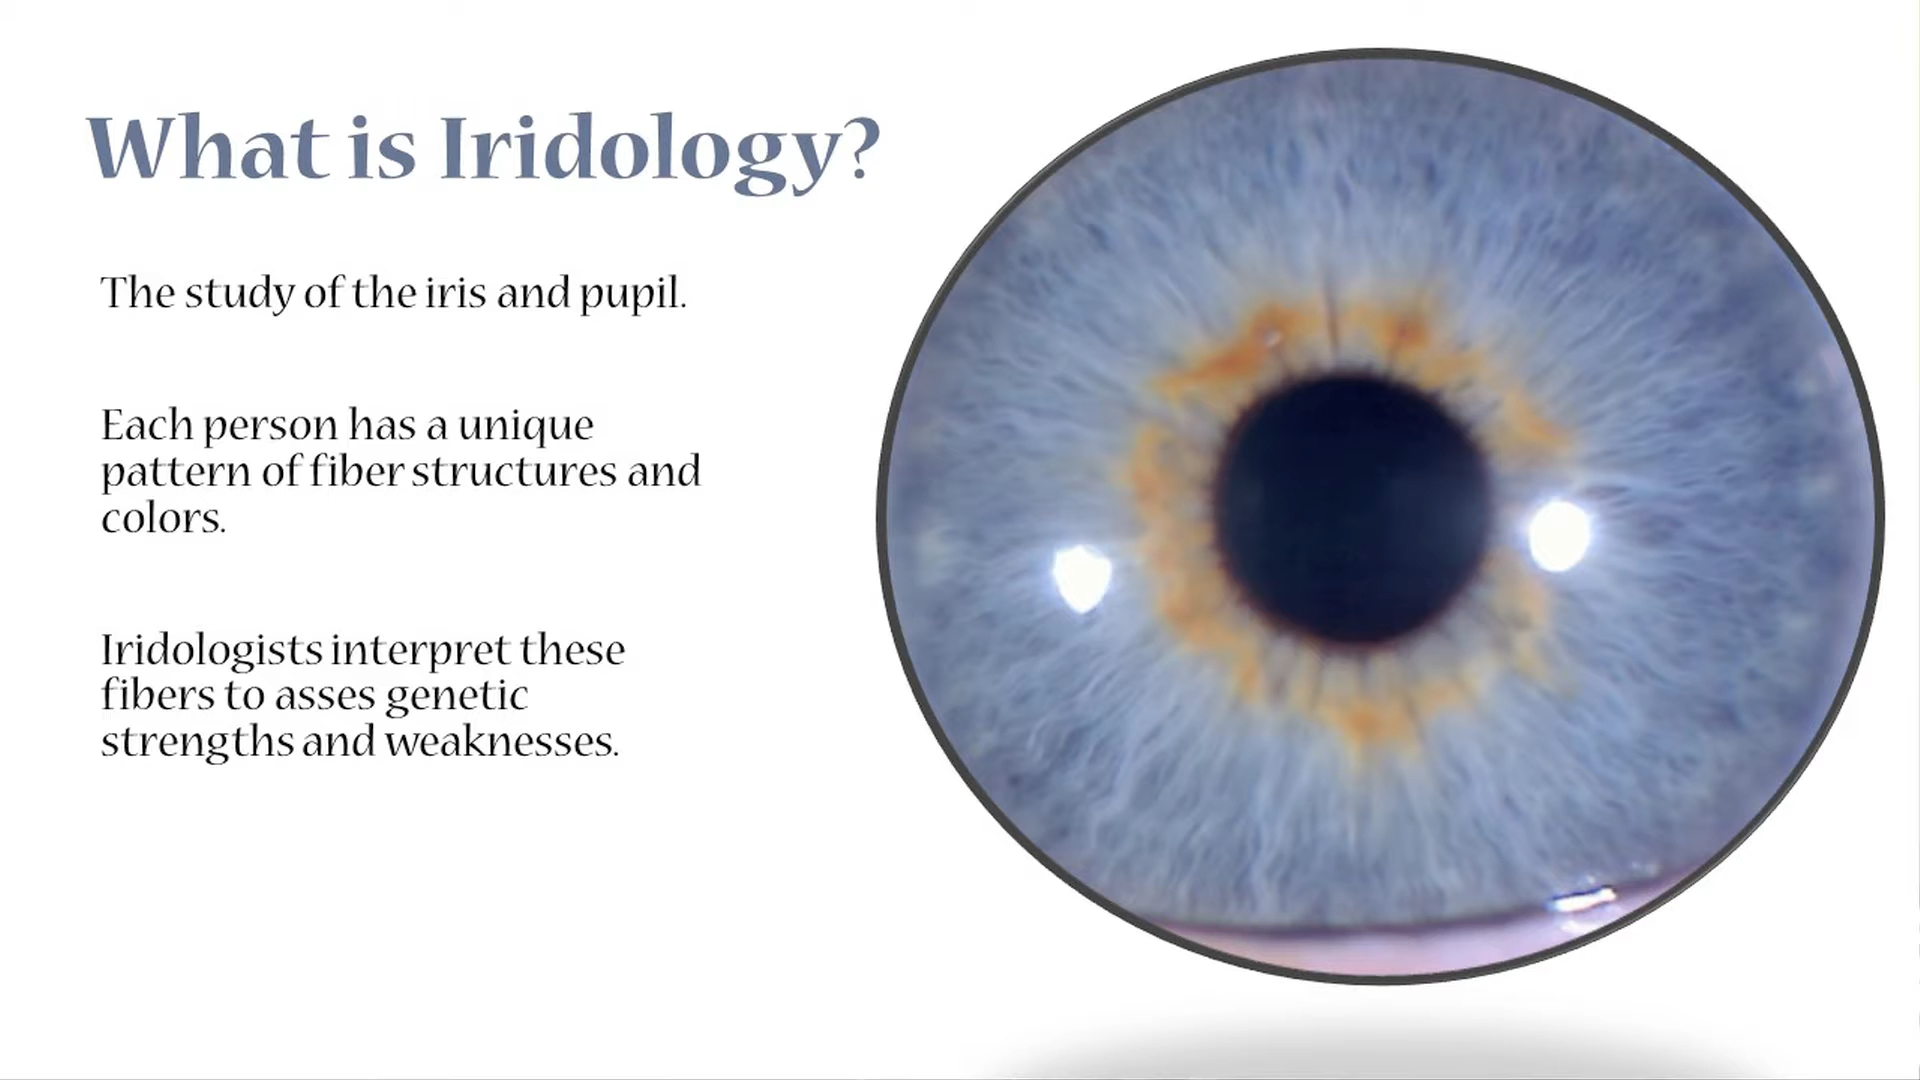 What is Iridology?
The study of the iris and pupil.
Each person has a unique
pattern of fiber structures and
colors.
Iridologists interpret these
fibers to asses genetic
strengths and weaknesses.